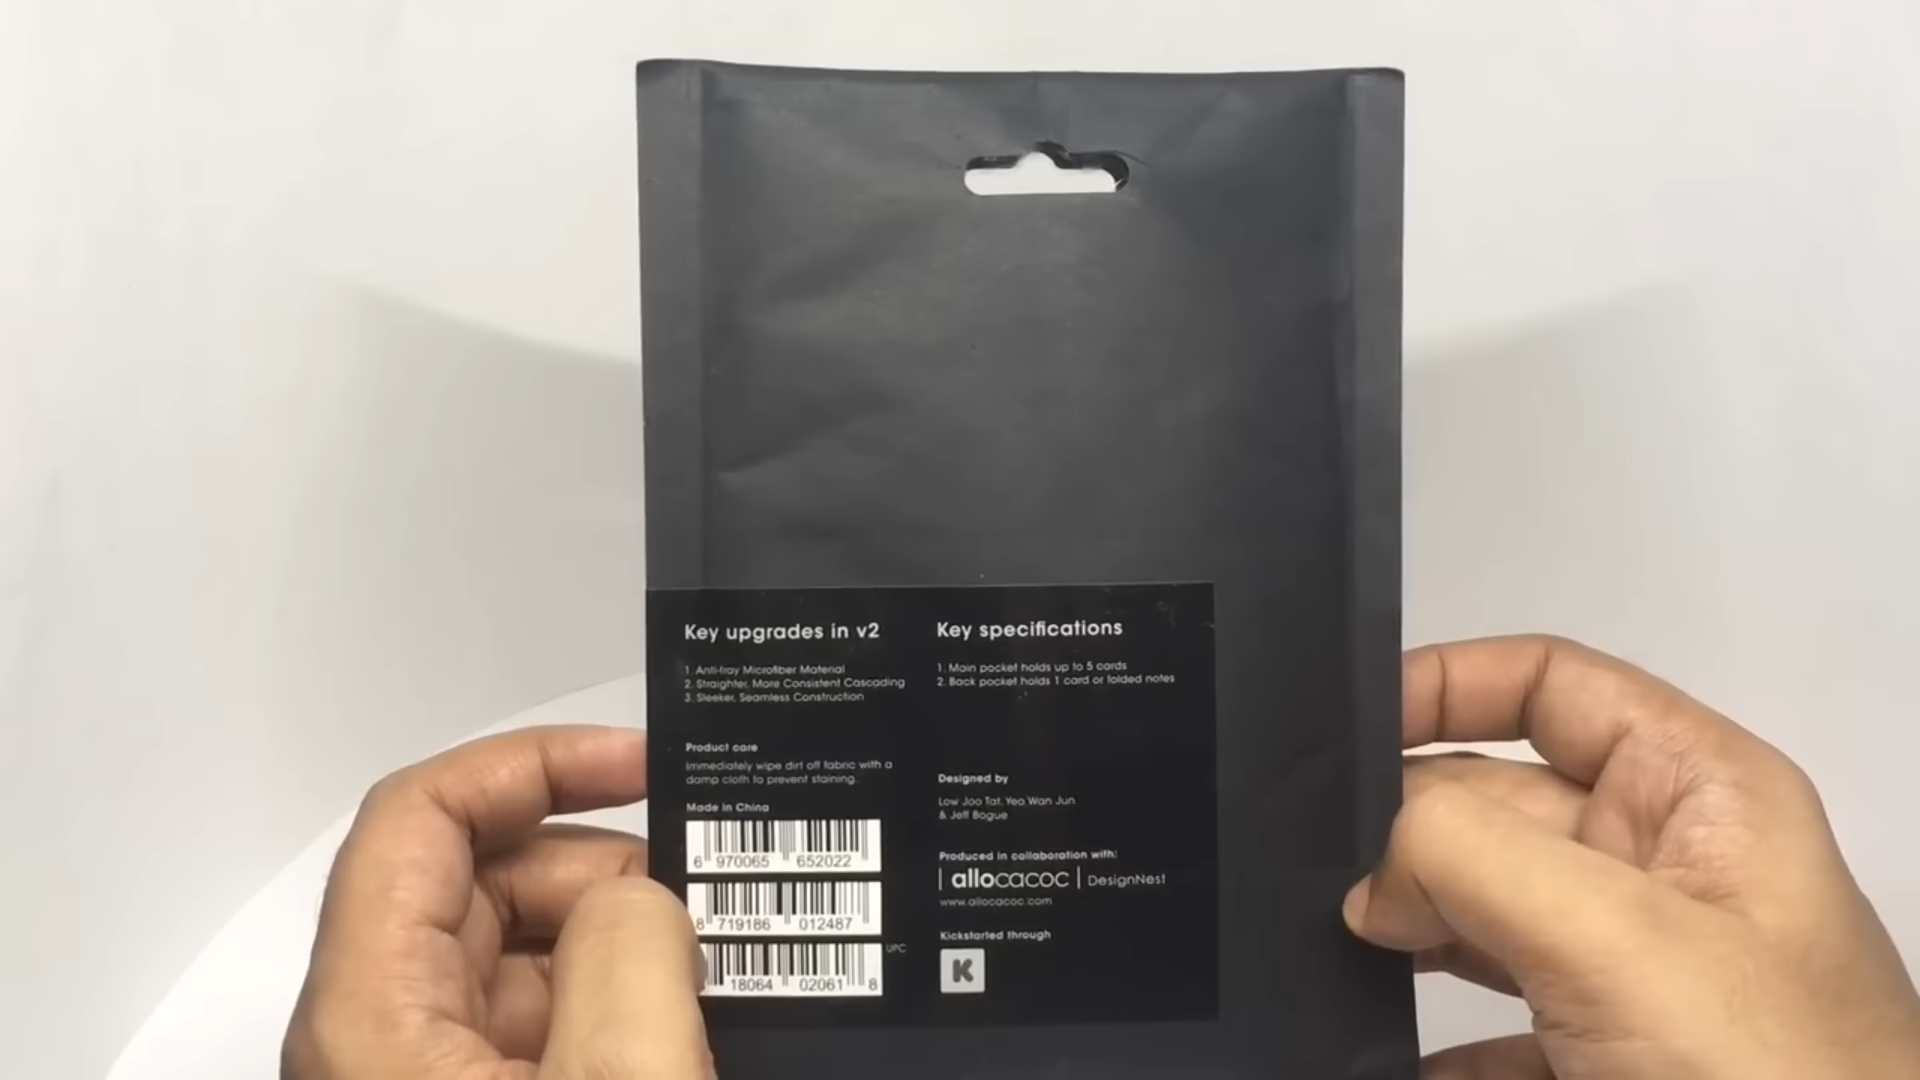 Key upgrades in v2
1. Anti-fray Microfiber Material
2. Straighter, More Consistent Cascading
3. Sleeker, Seamless Construction
Product care
Immediately wipe dirt off fabric with a
damp cloth to prevent staining.
Made in China
6 970065 652022
8 719186 012487
UPC
18064 02061 8
Key specifications
1. Main pocket holds up to 5 cards
2. Back pocket holds 1 card or folded notes
Designed by
Low Joo Tat, Yeo Wan Jun
& Jeff Bogue
Produced in collaboration with:
| allocacoc | DesignNest
www.allocacoc.com
Kickstarted through
K